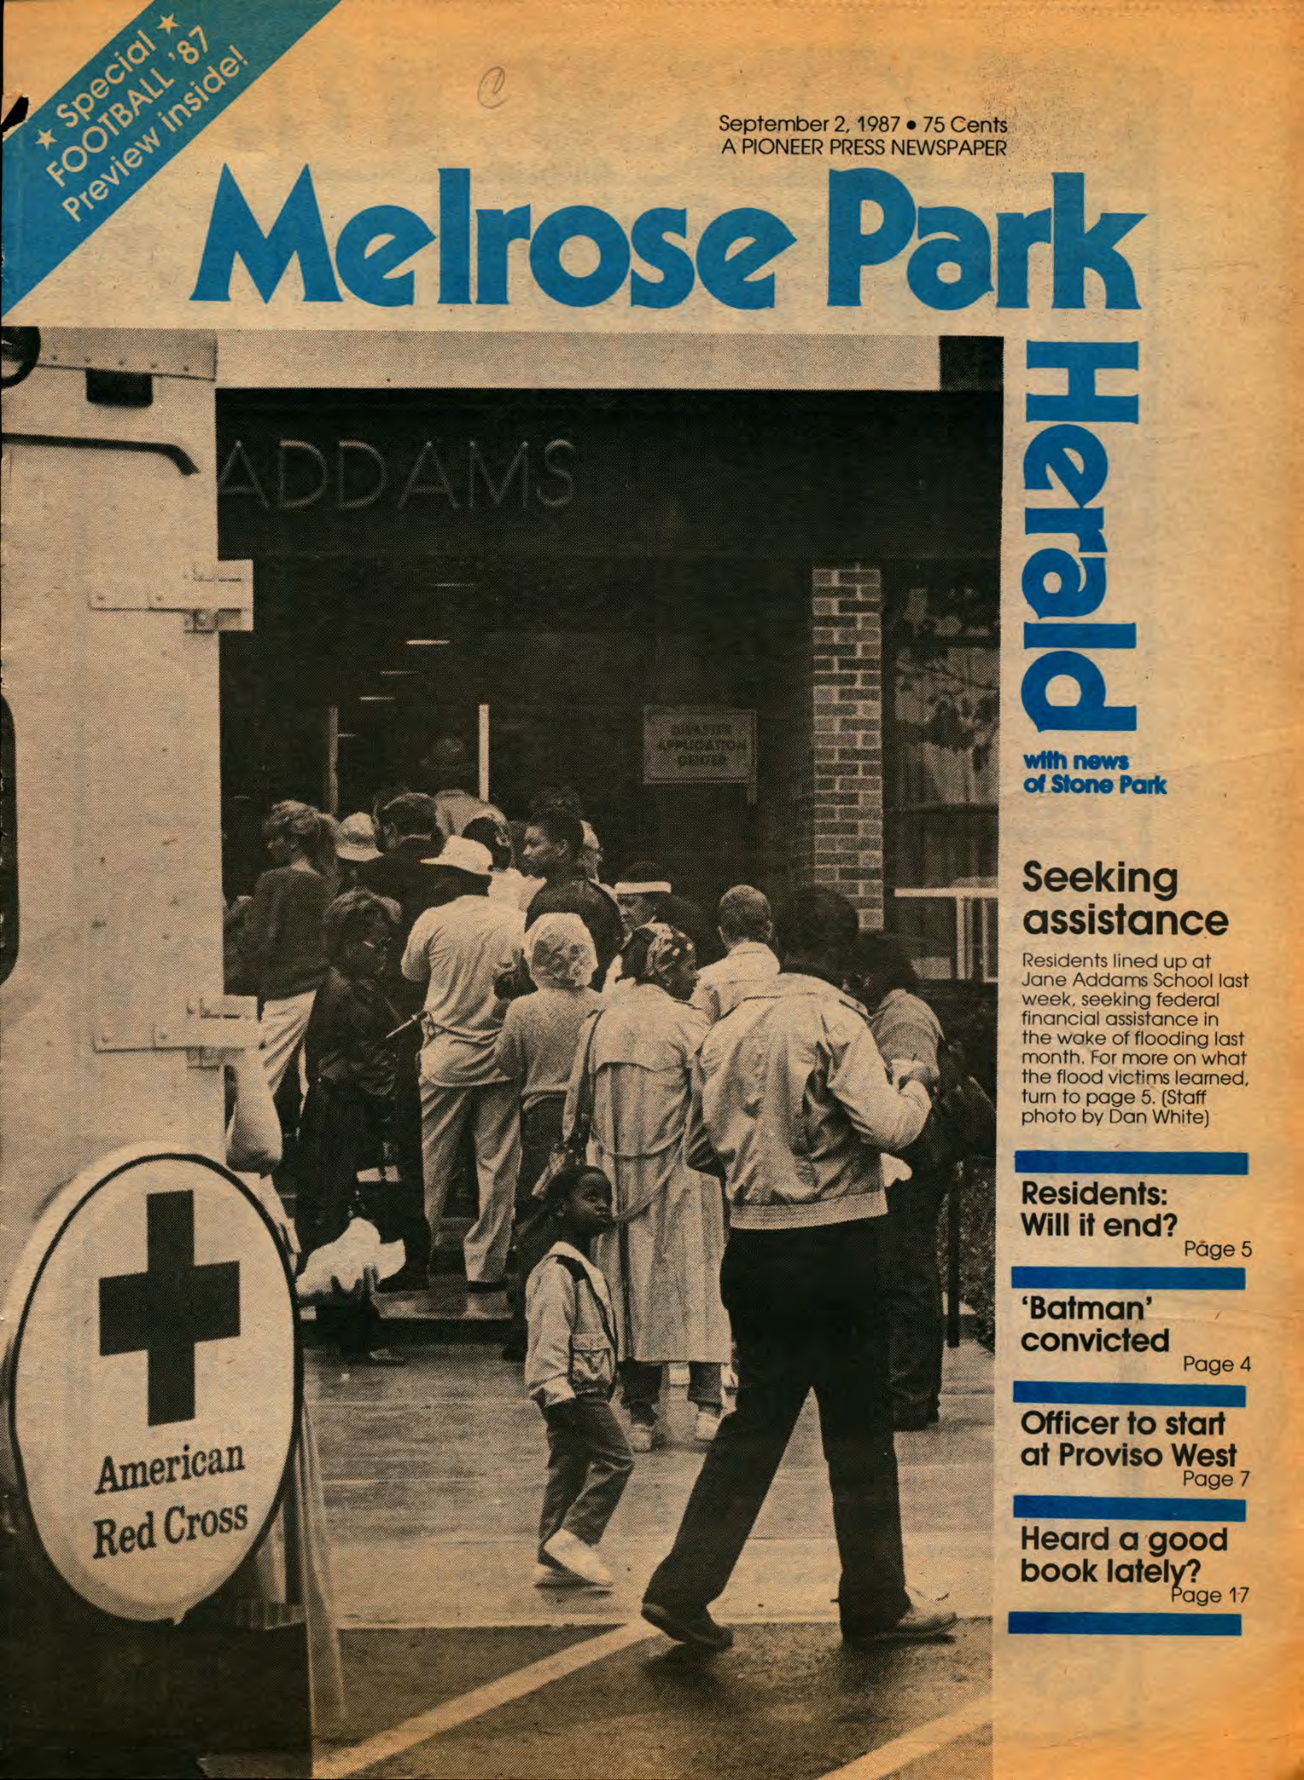 ★ Special ★
FOOTBALL '87
Preview inside!
September 2, 1987 • 75 Cents
A PIONEER PRESS NEWSPAPER
Melrose Park
Herald
with news
of Stone Park
ADDAMS
DISASTER
APPLICATION
CENTER
American
Red Cross
Seeking
assistance
Residents lined up at
Jane Addams School last
week, seeking federal
financial assistance in
the wake of flooding last
month. For more on what
the flood victims learned,
turn to page 5. (Staff
photo by Dan White)
Residents:
Will it end?
Page 5
'Batman'
convicted
Page 4
Officer to start
at Proviso West
Page 7
Heard a good
book lately?
Page 17